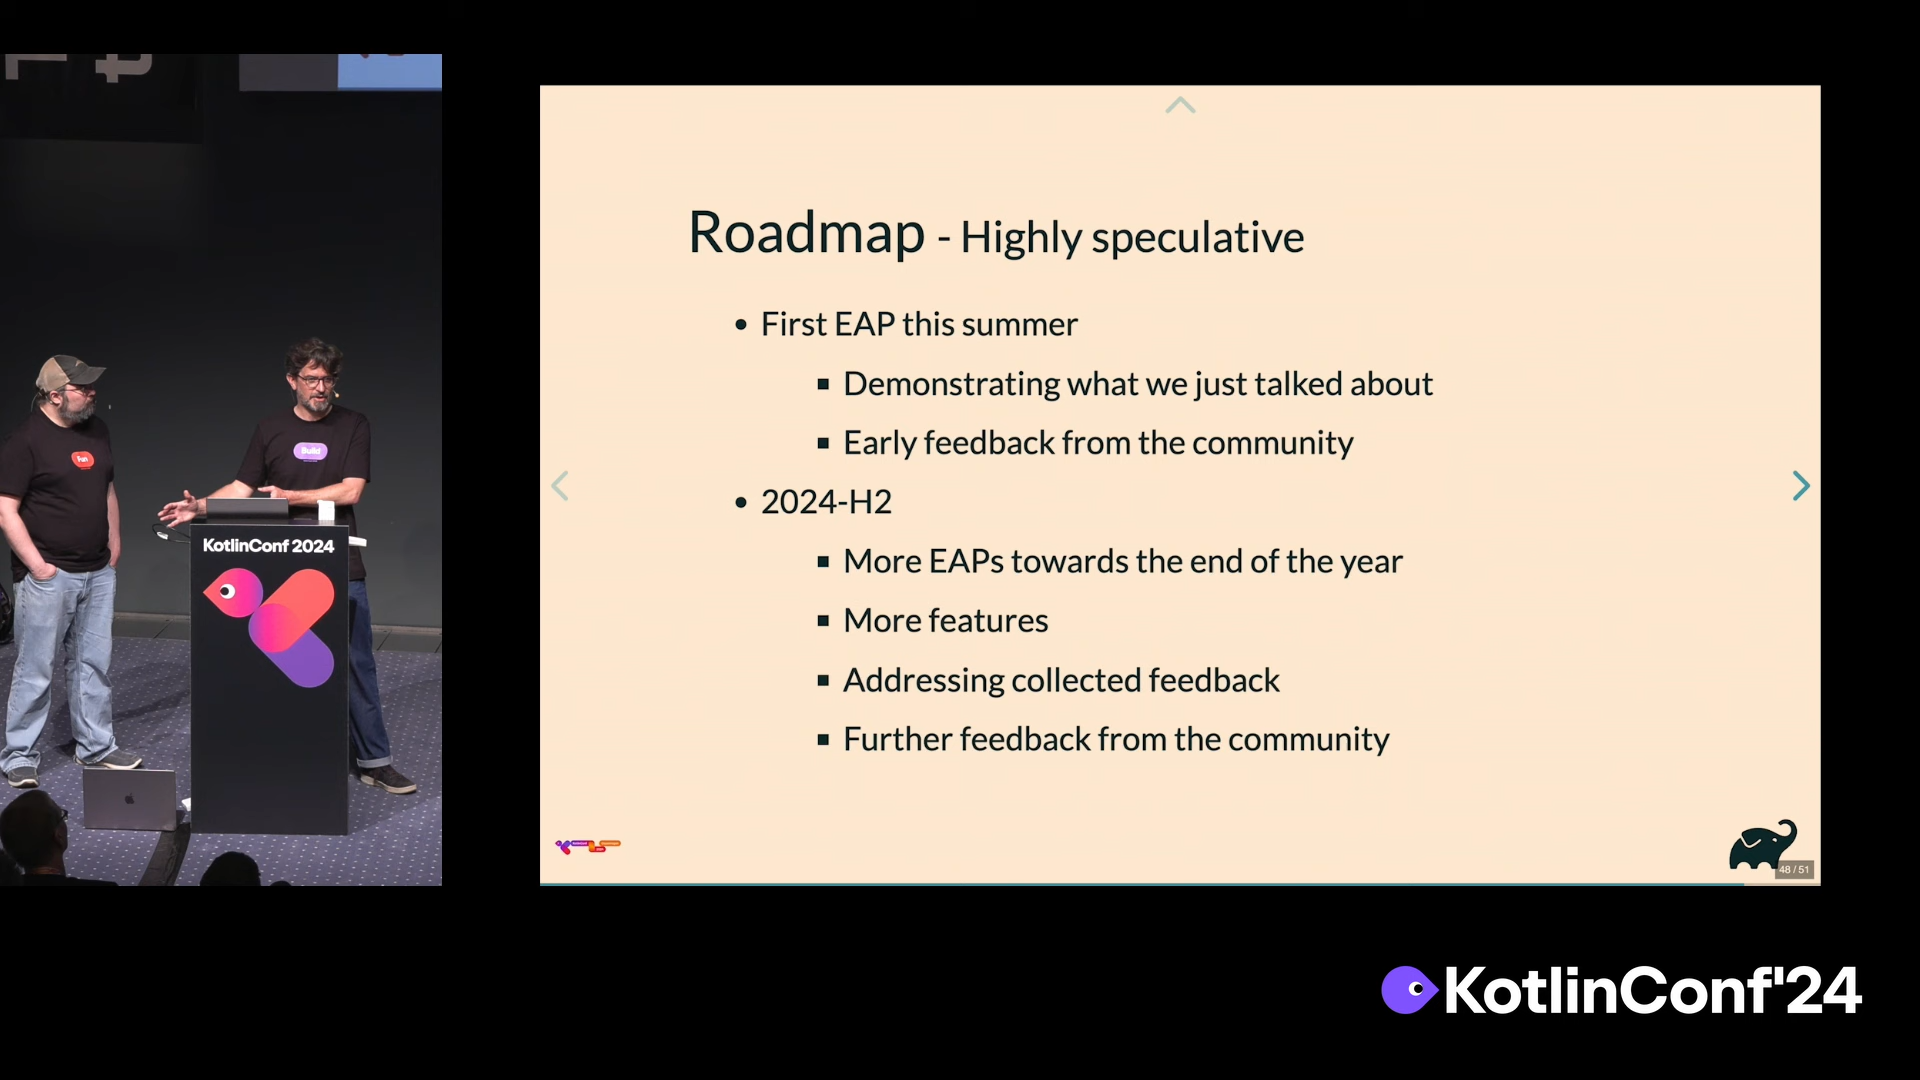 Roadmap - Highly speculative
First EAP this summer
Demonstrating what we just talked about
Early feedback from the community
2024-H2
More EAPs towards the end of the year
More features
Addressing collected feedback
Further feedback from the community
48 / 51
Fun
Build
KotlinConf 2024
KotlinConf'24